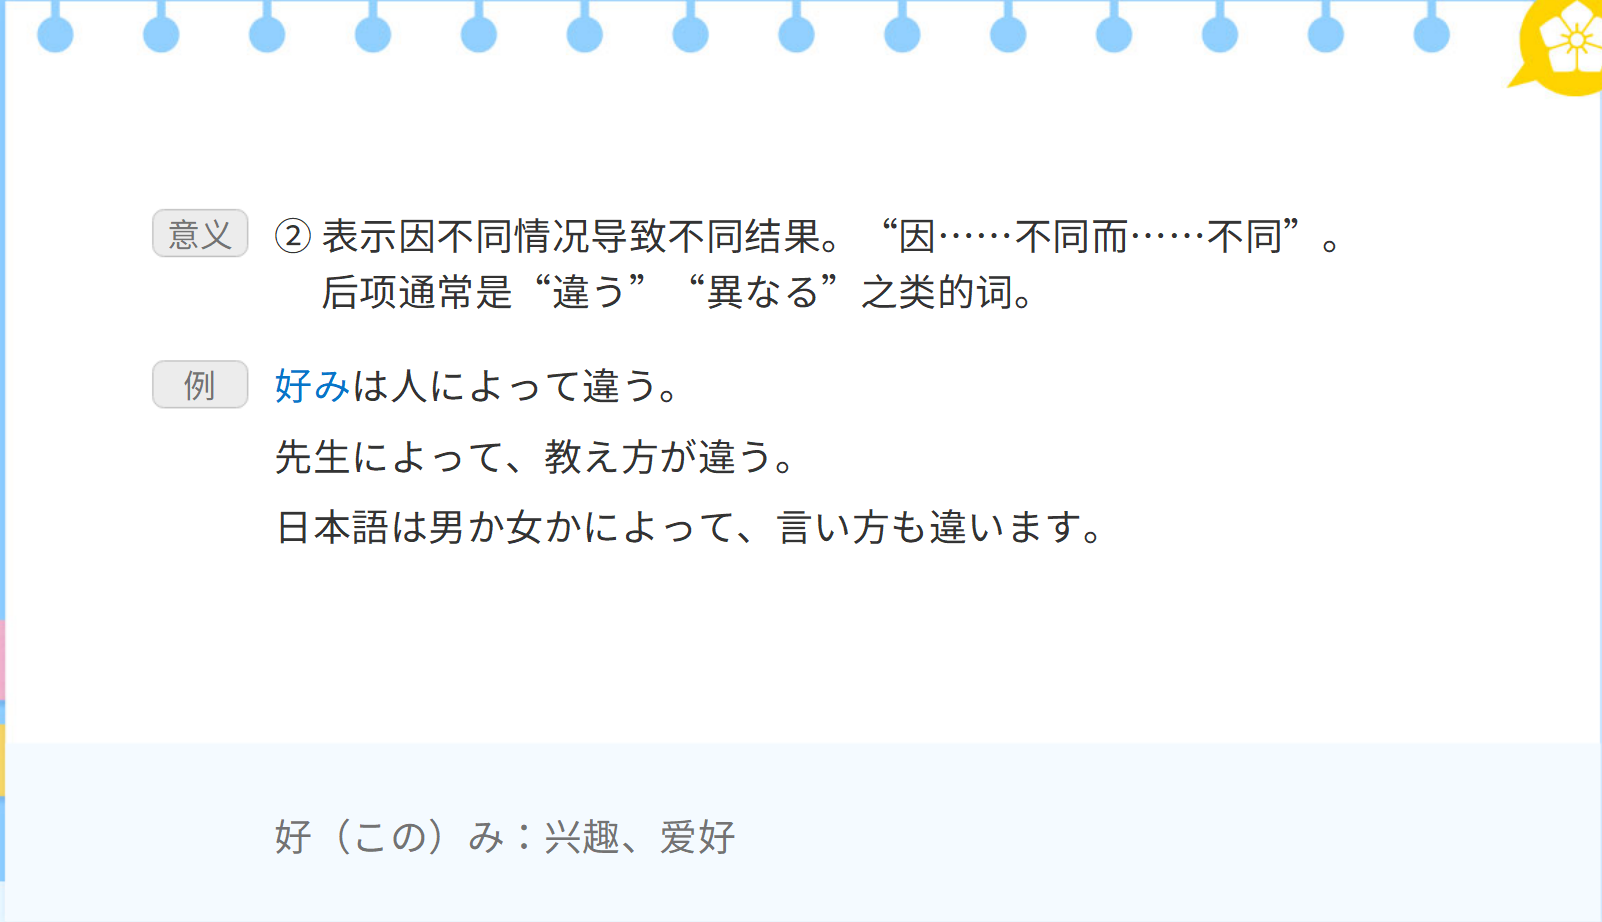 意义 ② 表示因不同情况导致不同结果。“因……不同而……不同”。
后项通常是“違う”“異なる”之类的词。
例 好みは人によって違う。
先生によって、教え方が違う。
日本語は男か女かによって、言い方も違います。
好（この）み：兴趣、爱好